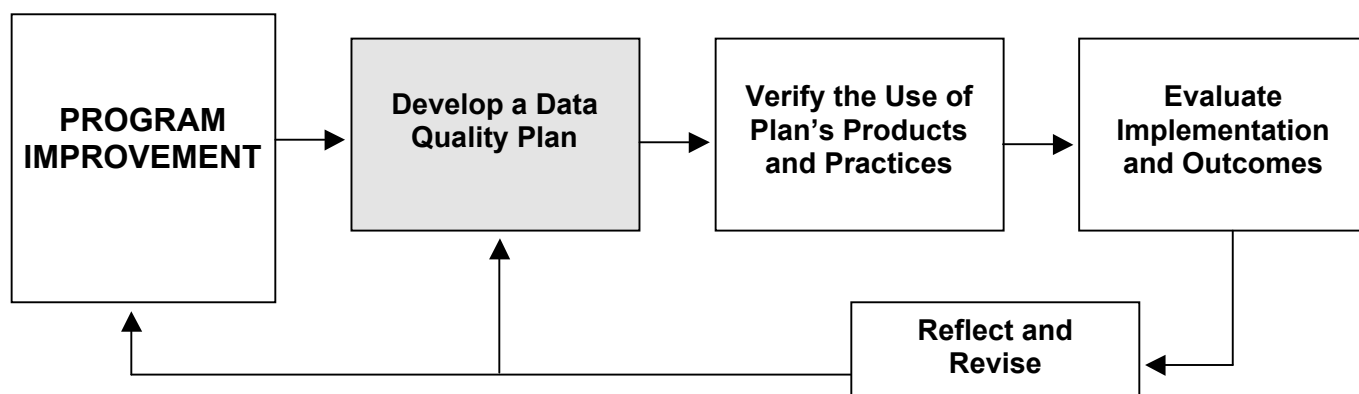 PROGRAM
IMPROVEMENT
Develop a Data
Quality Plan
Verify the Use of
Plan’s Products
and Practices
Evaluate
Implementation
and Outcomes
Reflect and
Revise